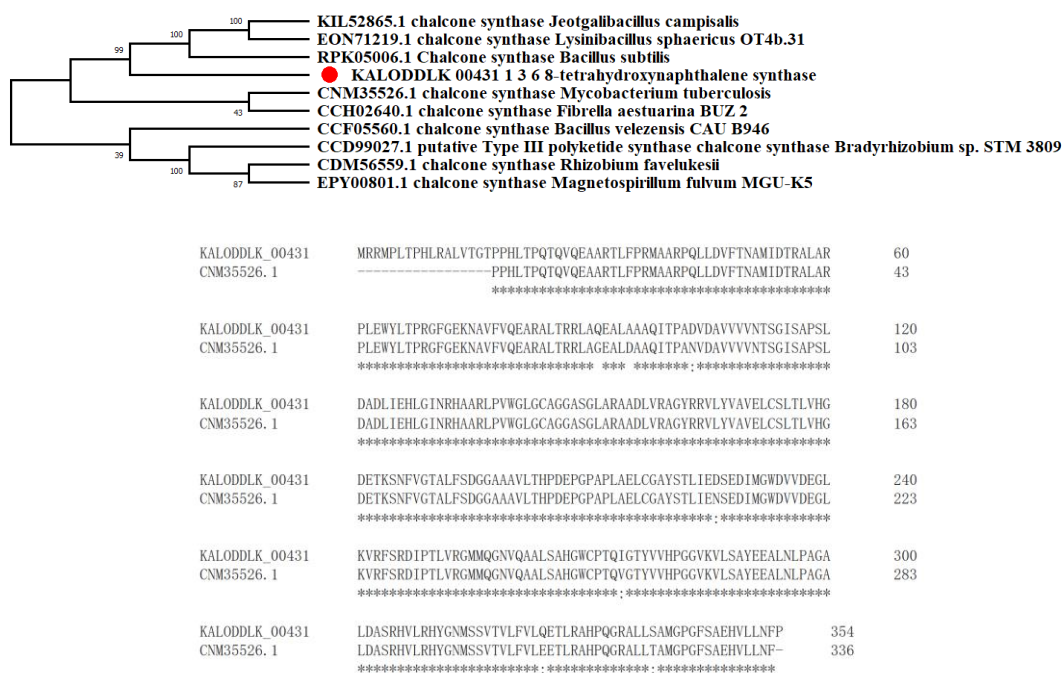 KIL52865.1 chalcone synthase Jeotgalibacillus campisalis
100
EON71219.1 chalcone synthase Lysinibacillus sphaericus OT4b.31
100
RPK05006.1 Chalcone synthase Bacillus subtilis
99
KALODDLK 00431 1 3 6 8-tetrahydroxynaphthalene synthase
CNM35526.1 chalcone synthase Mycobacterium tuberculosis
43
CCH02640.1 chalcone synthase Fibrella aestuarina BUZ 2
CCF05560.1 chalcone synthase Bacillus velezensis CAU B946
39
CCD99027.1 putative Type III polyketide synthase chalcone synthase Bradyrhizobium sp. STM 3809
100
CDM56559.1 chalcone synthase Rhizobium favelukesii
87
EPY00801.1 chalcone synthase Magnetospirillum fulvum MGU-K5
KALODDLK_00431 MRRMPLTPHLRALVTGTPPHLTPQTQVQEAARTLFPRMAARPQLLDVFTNAMIDTRALAR 60
CNM35526.1 -----------------PPHLTPQTQVQEAARTLFPRMAARPQLLDVFTNAMIDTRALAR 43
*******************************************
KALODDLK_00431 PLEWYLTPRGFGEKNAVFVQEARALTRRLAQEALAAAQITPADVDAVVVVNTSGISAPSL 120
CNM35526.1 PLEWYLTPRGFGEKNAVFVQEARALTRRLAGEALDAAQITPANVDAVVVVNTSGISAPSL 103
****************************** *** *******:*****************
KALODDLK_00431 DADLIEHLGINRHAARLPVWGLGCAGGASGLARAADLVRAGYRRVLYVAVELCSLTLVHG 180
CNM35526.1 DADLIEHLGINRHAARLPVWGLGCAGGASGLARAADLVRAGYRRVLYVAVELCSLTLVHG 163
************************************************************
KALODDLK_00431 DETKSNFVGTALFSDGGAAAVLTHPDEPGPAPLAELCGAYSTLIEDSEDIMGWDVVDEGL 240
CNM35526.1 DETKSNFVGTALFSDGGAAAVLTHPDEPGPAPLAELCGAYSTLIENSEDIMGWDVVDEGL 223
*********************************************:**************
KALODDLK_00431 KVRFSRDIPTLVRGMMQGNVQAALSAHGWCPTQIGTYVVHPGGVKVLSAYEEALNLPAGA 300
CNM35526.1 KVRFSRDIPTLVRGMMQGNVQAALSAHGWCPTQVGTYVVHPGGVKVLSAYEEALNLPAGA 283
*********************************:**************************
KALODDLK_00431 LDASRHVLRHYGNMSSVTVLFVLQETLRAHPQGRALLSAMGPGFSAEHVLLNFP 354
CNM35526.1 LDASRHVLRHYGNMSSVTVLFVLEETLRAHPQGRALLTAMGPGFSAEHVLLNF- 336
***********************:*************:***************